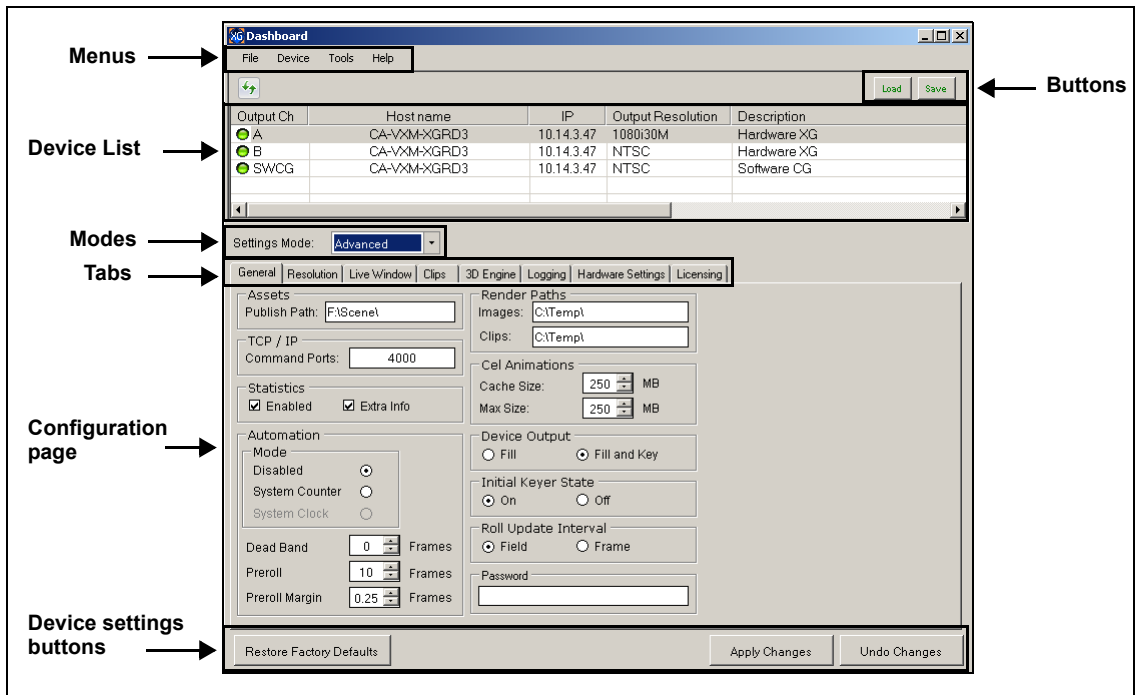 XG Dashboard
Menus
File Device Tools Help
Load Save
Buttons
Output Ch Host name IP Output Resolution Description
A CA-VXM-XGRD3 10.14.3.47 1080i30M Hardware XG
Device List
B CA-VXM-XGRD3 10.14.3.47 NTSC Hardware XG
SWCG CA-VXM-XGRD3 10.14.3.47 NTSC Software CG
Modes
Settings Mode: Advanced
Tabs
General Resolution Live Window Clips 3D Engine Logging Hardware Settings Licensing
Assets
Publish Path: F:\Scene\
TCP / IP
Command Ports: 4000
Statistics
Enabled Extra Info
Configuration
page
Automation
Mode
Disabled
System Counter
System Clock
Dead Band 0 Frames
Preroll 10 Frames
Preroll Margin 0.25 Frames
Render Paths
Images: C:\Temp\
Clips: C:\Temp\
Cel Animations
Cache Size: 250 MB
Max Size: 250 MB
Device Output
Fill Fill and Key
Initial Keyer State
On Off
Roll Update Interval
Field Frame
Password
Device settings
buttons
Restore Factory Defaults Apply Changes Undo Changes